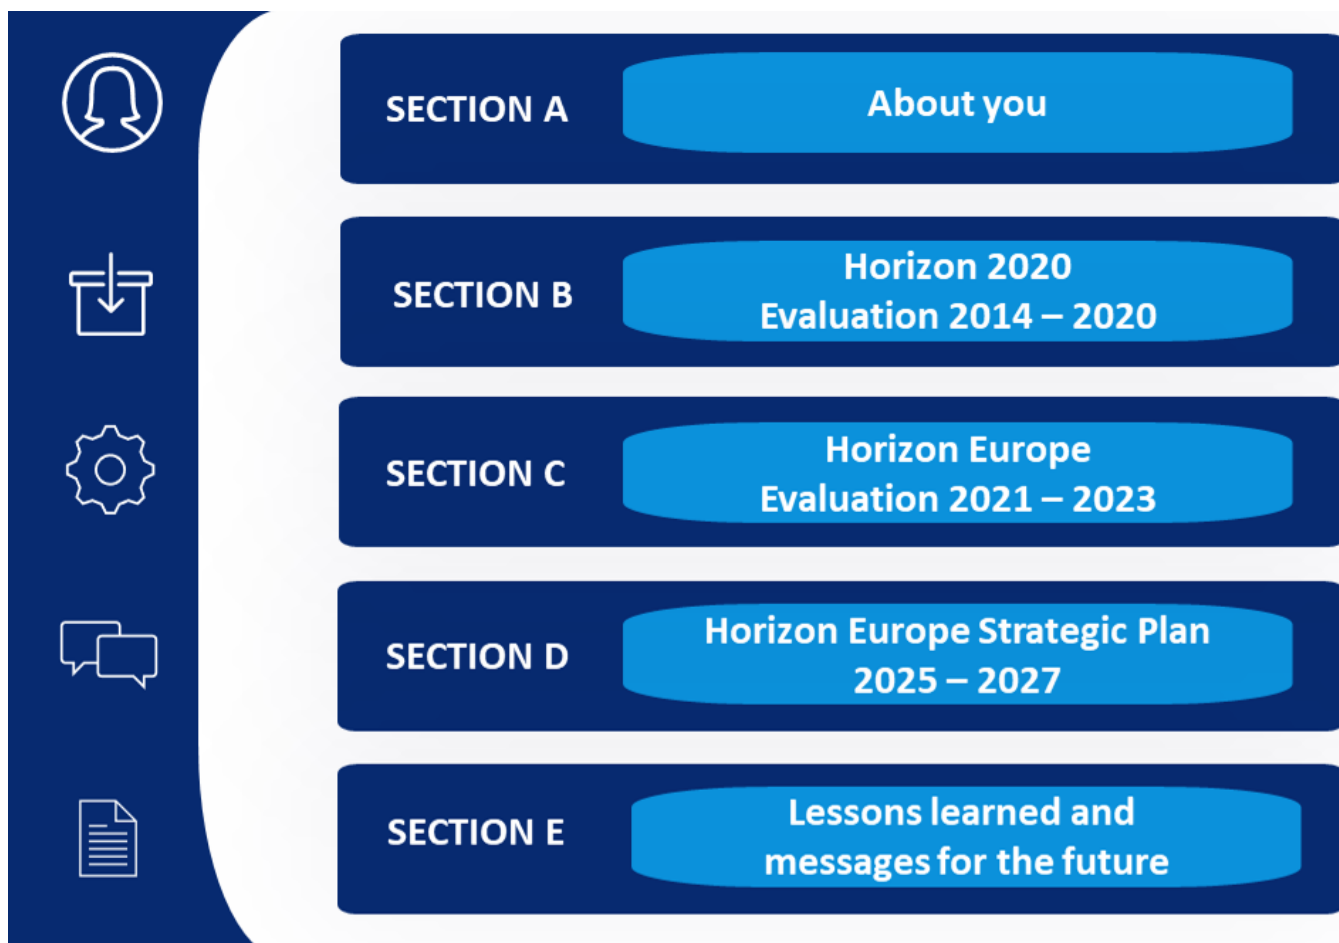 SECTION A
About you
SECTION B
Horizon 2020
Evaluation 2014 – 2020
SECTION C
Horizon Europe
Evaluation 2021 – 2023
SECTION D
Horizon Europe Strategic Plan
2025 – 2027
SECTION E
Lessons learned and
messages for the future